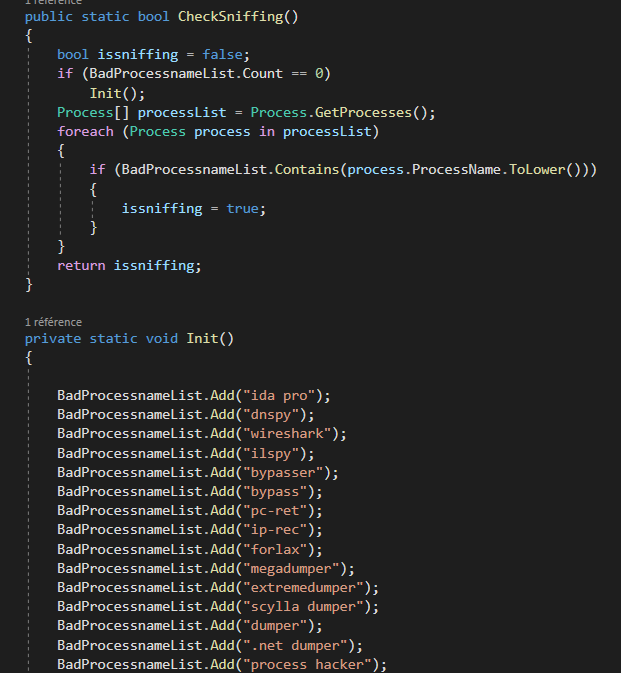 1 référence
public static bool CheckSniffing()
{
bool issniffing = false;
if (BadProcessnameList.Count == 0)
Init();
Process[] processList = Process.GetProcesses();
foreach (Process process in processList)
{
if (BadProcessnameList.Contains(process.ProcessName.ToLower()))
{
issniffing = true;
}
}
return issniffing;
}
1 référence
private static void Init()
{
BadProcessnameList.Add("ida pro");
BadProcessnameList.Add("dnspy");
BadProcessnameList.Add("wireshark");
BadProcessnameList.Add("ilspy");
BadProcessnameList.Add("bypasser");
BadProcessnameList.Add("bypass");
BadProcessnameList.Add("pc-ret");
BadProcessnameList.Add("ip-rec");
BadProcessnameList.Add("forlax");
BadProcessnameList.Add("megadumper");
BadProcessnameList.Add("extremedumper");
BadProcessnameList.Add("scylla dumper");
BadProcessnameList.Add("dumper");
BadProcessnameList.Add(".net dumper");
BadProcessnameList.Add("process hacker");